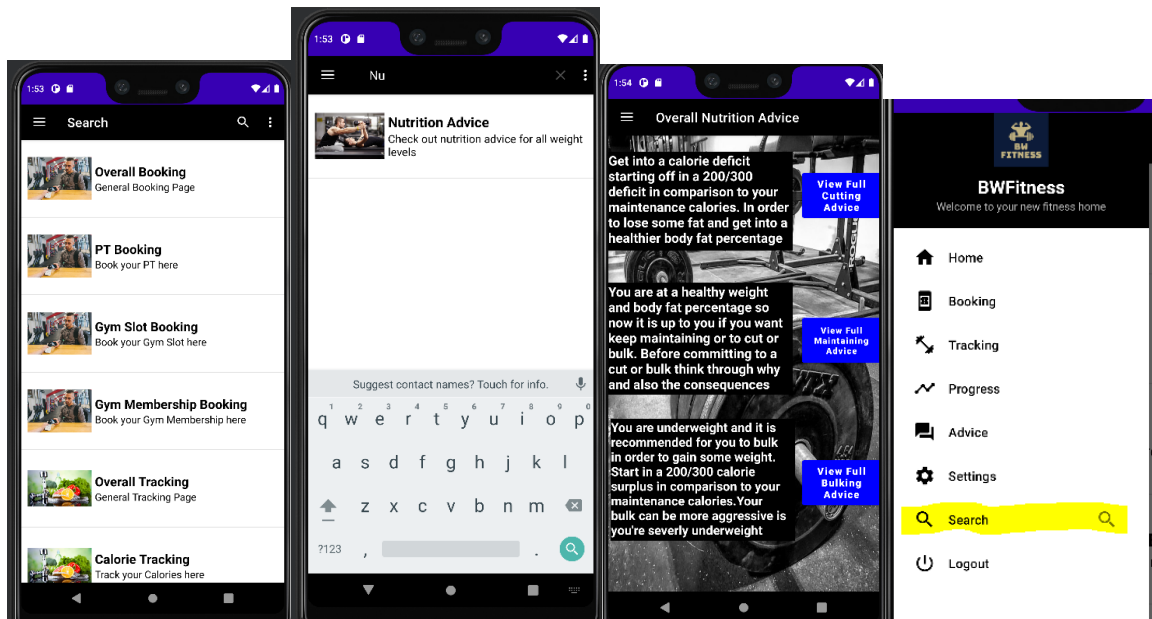 1:53
Search
Overall Booking
General Booking Page
PT Booking
Book your PT here
Gym Slot Booking
Book your Gym Slot here
Gym Membership Booking
Book your Gym Membership here
Overall Tracking
General Tracking Page
Calorie Tracking
Track your Calories here
1:53
Nu
Nutrition Advice
Check out nutrition advice for all weight
levels
Suggest contact names? Touch for info.
1 2 3 4 5 6 7 8 9 0
q w e r t y u i o p
a s d f g h j k l
z x c v b n m
?123 , .
1:54
Overall Nutrition Advice
Get into a calorie deficit
starting off in a 200/300
deficit in comparison to your
maintenance calories. In order
to lose some fat and get into a
healthier body fat percentage
View Full
Cutting
Advice
You are at a healthy weight
and body fat percentage so
now it is up to you if you want
keep maintaining or to cut or
bulk. Before committing to a
cut or bulk think through why
and also the consequences
View Full
Maintaining
Advice
You are underweight and it is
recommended for you to bulk
in order to gain some weight.
Start in a 200/300 calorie
surplus in comparison to your
maintenance calories.Your
bulk can be more aggressive is
you're severly underweight
View Full
Bulking
Advice
BW
FITNESS
BWFitness
Welcome to your new fitness home
Home
Booking
Tracking
Progress
Advice
Settings
Search
Logout